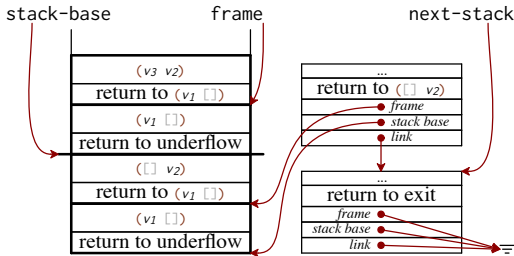 stack-base frame next-stack
(v3 v2)
return to (v1 [])
(v1 [])
return to underflow
([] v2)
return to (v1 [])
(v1 [])
return to underflow
...
return to ([] v2)
frame
stack base
link
...
return to exit
frame
stack base
link